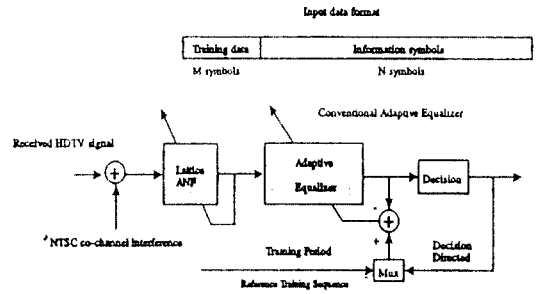 Input data format
Training data
Information symbols
M symbols
N symbols
Conventional Adaptive Equalizer
Received HDTV signal
Lattice
ANF
Adaptive
Equalizer
Decision
NTSC co-channel interference
Training Period
Decision
Directed
Mux
Reference Training Sequence